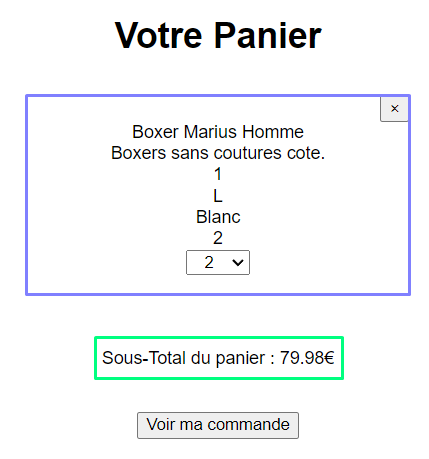 Votre Panier
×
Boxer Marius Homme
Boxers sans coutures cote.
1
L
Blanc
2
2
Sous-Total du panier : 79.98€
Voir ma commande